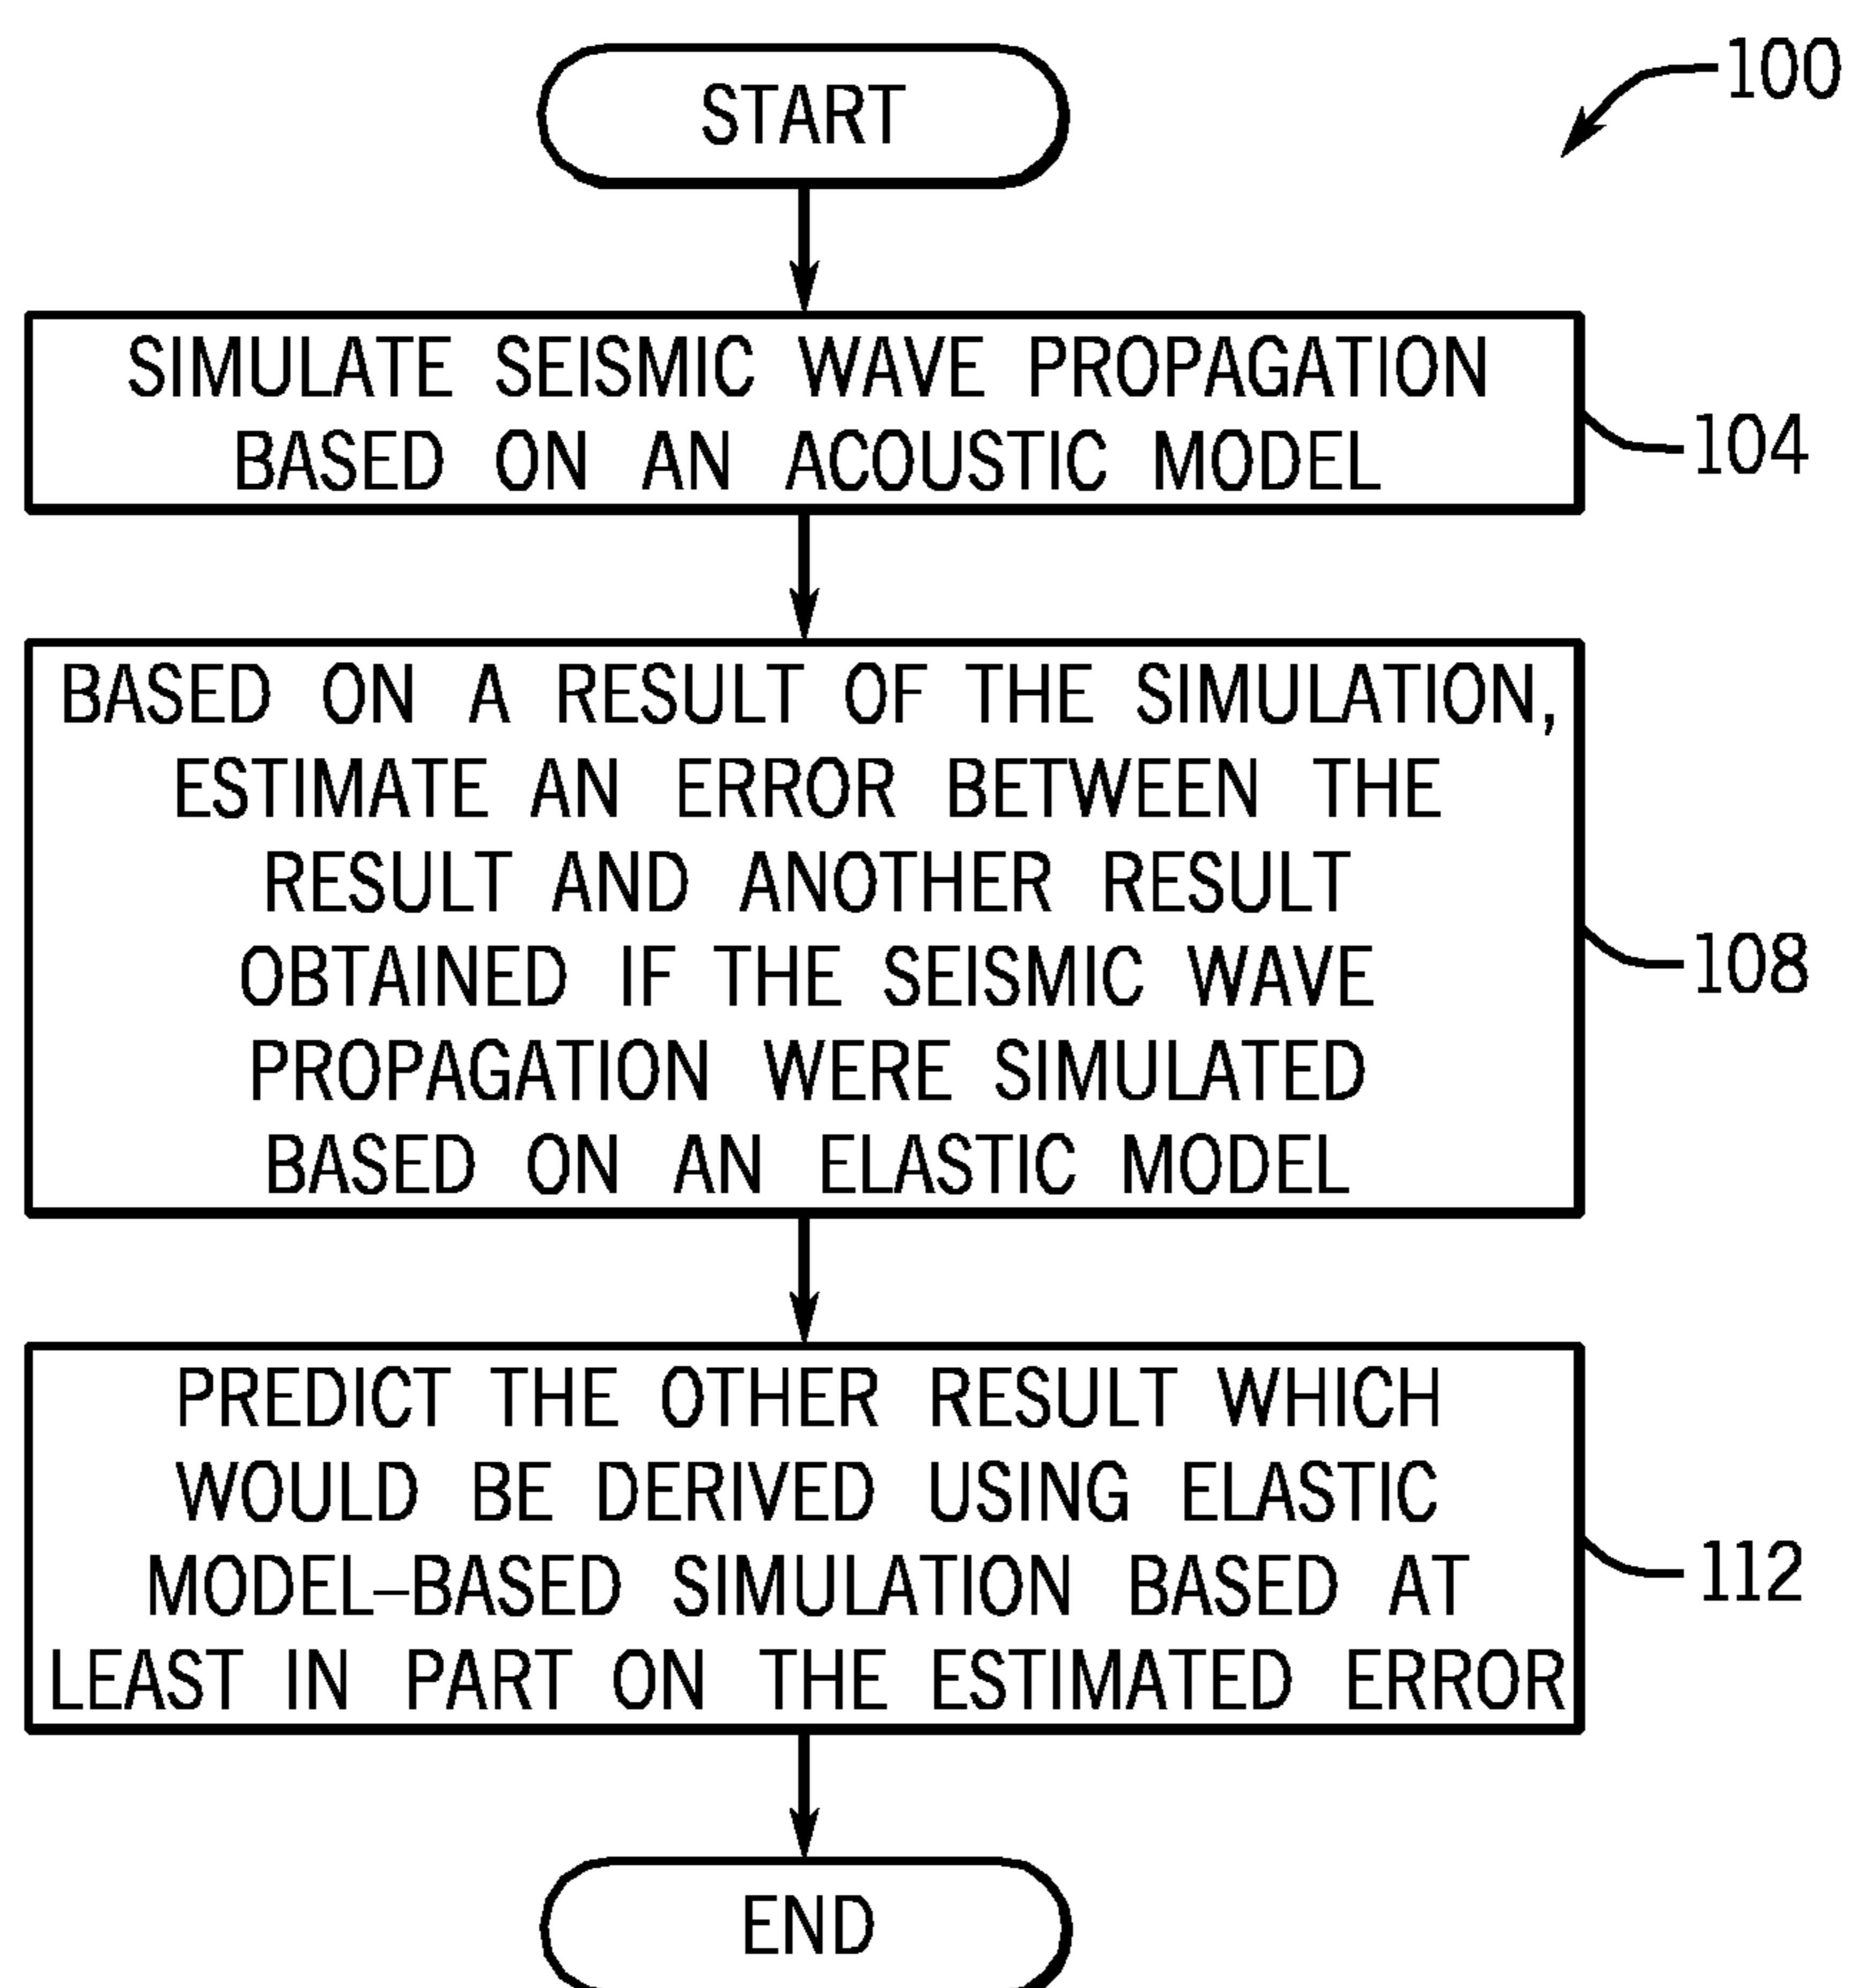 START
100
SIMULATE SEISMIC WAVE PROPAGATION
BASED ON AN ACOUSTIC MODEL
104
BASED ON A RESULT OF THE SIMULATION,
ESTIMATE AN ERROR BETWEEN THE
RESULT AND ANOTHER RESULT
OBTAINED IF THE SEISMIC WAVE
PROPAGATION WERE SIMULATED
BASED ON AN ELASTIC MODEL
108
PREDICT THE OTHER RESULT WHICH
WOULD BE DERIVED USING ELASTIC
MODEL-BASED SIMULATION BASED AT
LEAST IN PART ON THE ESTIMATED ERROR
112
END